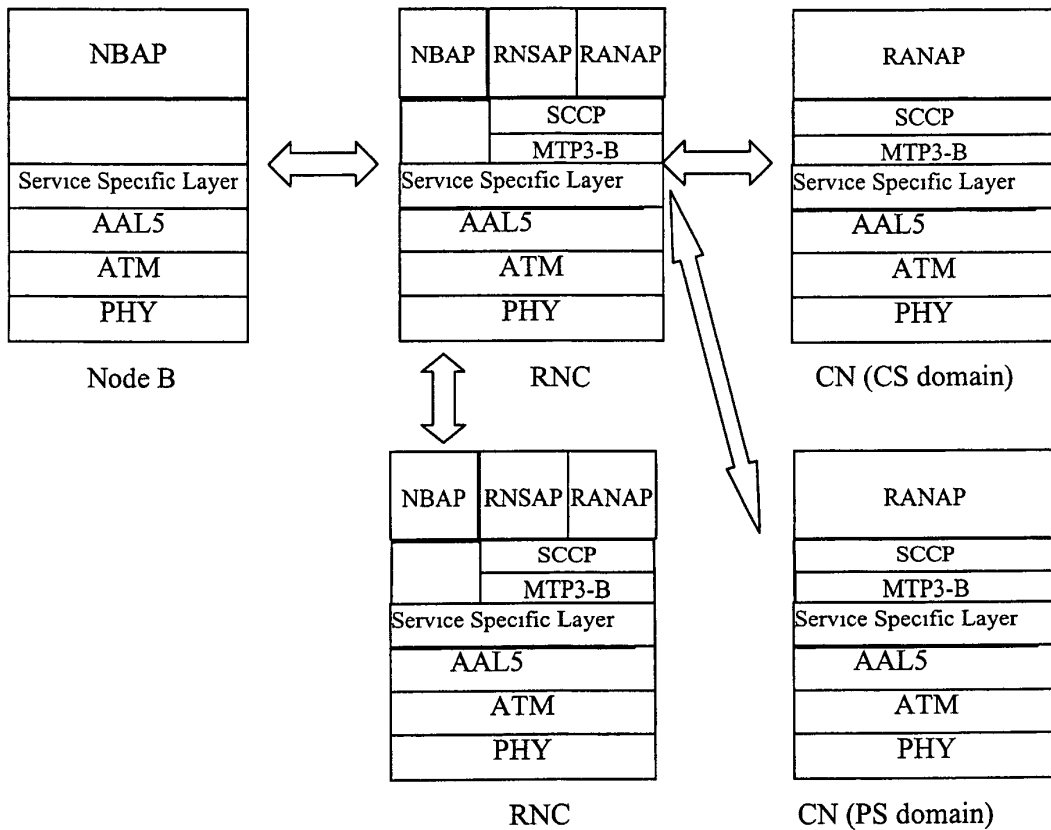 NBAP
Service Specific Layer
AAL5
ATM
PHY
Node B
NBAP
RNSAP
RANAP
SCCP
MTP3-B
Service Specific Layer
AAL5
ATM
PHY
RNC
RANAP
SCCP
MTP3-B
Service Specific Layer
AAL5
ATM
PHY
CN (CS domain)
NBAP
RNSAP
RANAP
SCCP
MTP3-B
Service Specific Layer
AAL5
ATM
PHY
RNC
RANAP
SCCP
MTP3-B
Service Specific Layer
AAL5
ATM
PHY
CN (PS domain)